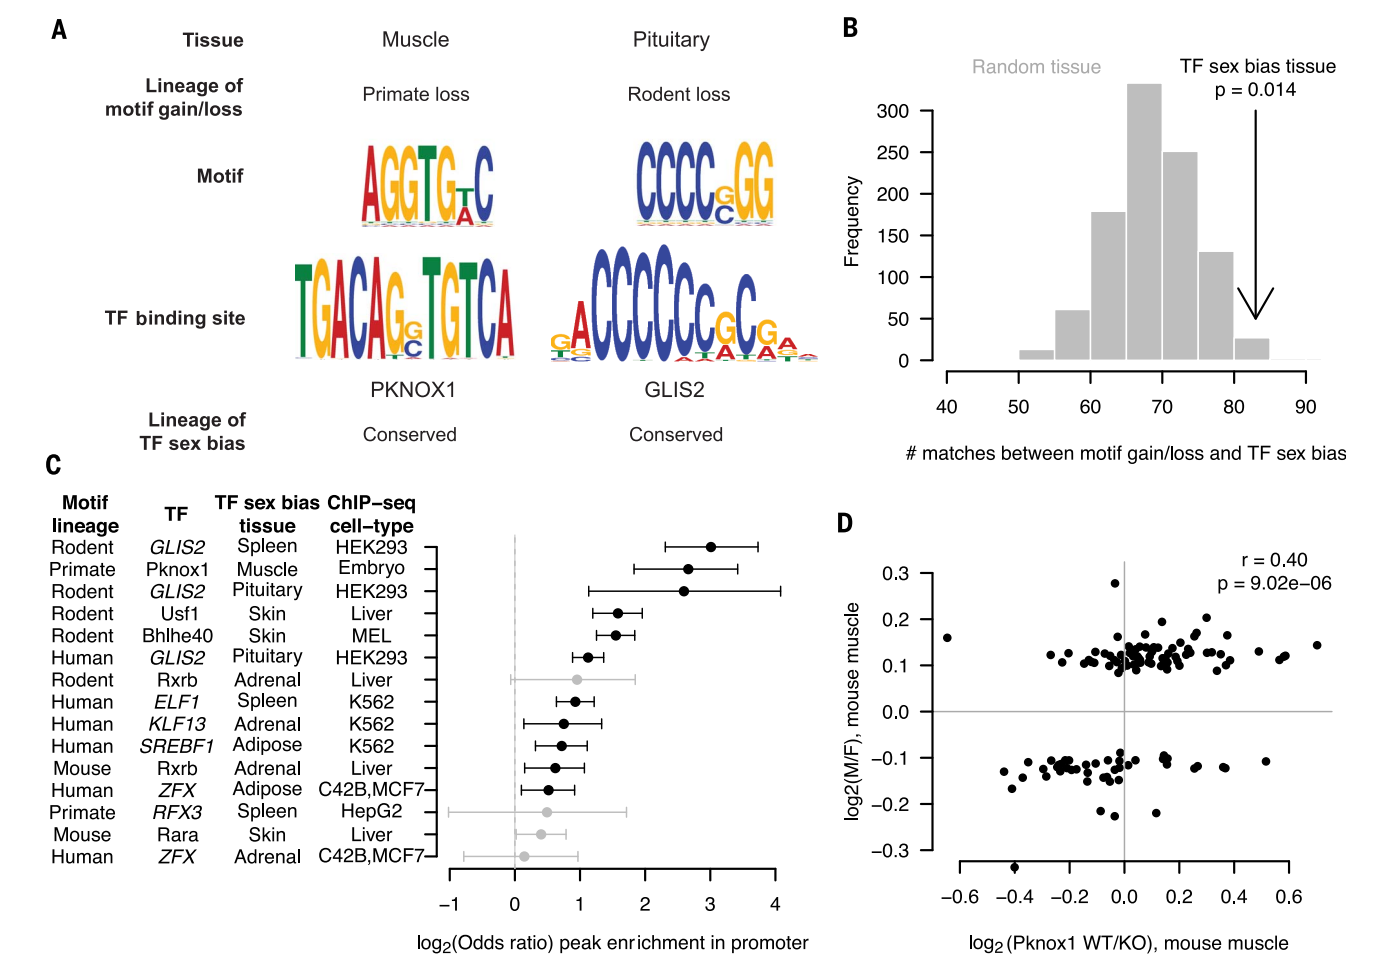 A
Tissue
Muscle
Pituitary
Lineage of
motif gain/loss
Primate loss
Rodent loss
Motif
AGGTGTC
A
CCCCGGG
C
TF binding site
TGACAGGTGTCA
C
GACCCCCCGCGA
PKNOX1
GLIS2
Lineage of
TF sex bias
Conserved
Conserved
B
Random tissue
TF sex bias tissue
p = 0.014
Frequency
300
250
200
150
100
50
0
40 50 60 70 80 90
# matches between motif gain/loss and TF sex bias
C
Motif lineage TF TF sex bias tissue ChIP−seq cell−type
Rodent GLIS2 Spleen HEK293
Primate Pknox1 Muscle Embryo
Rodent GLIS2 Pituitary HEK293
Rodent Usf1 Skin Liver
Rodent Bhlhe40 Skin MEL
Human GLIS2 Pituitary HEK293
Rodent Rxrb Adrenal Liver
Human ELF1 Spleen K562
Human KLF13 Adrenal K562
Human SREBF1 Adipose K562
Mouse Rxrb Adrenal Liver
Human ZFX Adipose C42B,MCF7
Primate RFX3 Spleen HepG2
Mouse Rara Skin Liver
Human ZFX Adrenal C42B,MCF7
−1 0 1 2 3 4
log2(Odds ratio) peak enrichment in promoter
D
r = 0.40
p = 9.02e−06
log2(M/F), mouse muscle
0.3
0.2
0.1
0.0
−0.1
−0.2
−0.3
−0.6 −0.4 −0.2 0.0 0.2 0.4 0.6
log2(Pknox1 WT/KO), mouse muscle